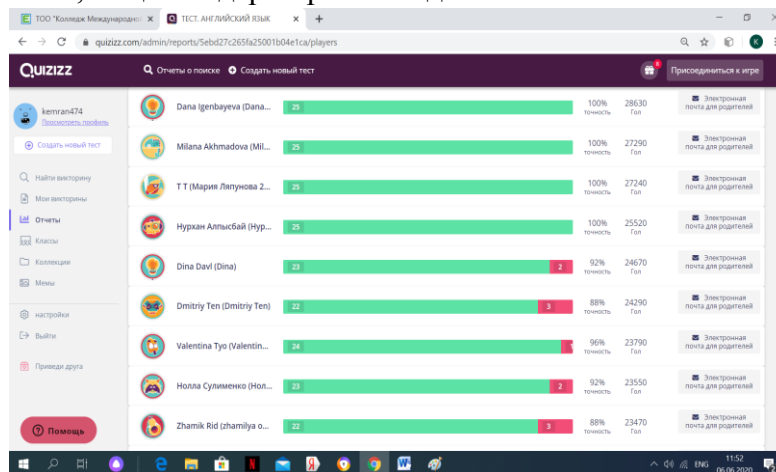 ТОО "Колледж Международно
ТЕСТ. АНГЛИЙСКИЙ ЯЗЫК
quizizz.com/admin/reports/5ebd27c265fa25001b04e1ca/players
K
Quizizz
Отчеты о поиске
Создать новый тест
Присоединиться к игре
kemran474
Просмотреть профиль
Создать новый тест
Найти викторину
Мои викторины
Отчеты
Классы
Коллекции
Мемы
настройки
Выйти
Приведи друга
Помощь
Dana Igenbayeva (Dana... 25 100% точность 28630 Гол Электронная почта для родителей
Milana Akhmadova (Mil... 25 100% точность 27290 Гол Электронная почта для родителей
Т Т (Мария Ляпунова 2... 25 100% точность 27240 Гол Электронная почта для родителей
Нурхан Алпысбай (Нур... 25 100% точность 25520 Гол Электронная почта для родителей
Dina Davl (Dina) 23 2 92% точность 24670 Гол Электронная почта для родителей
Dmitriy Ten (Dmitriy Ten) 22 3 88% точность 24290 Гол Электронная почта для родителей
Valentina Tyo (Valentin... 24 1 96% точность 23790 Гол Электронная почта для родителей
Нолла Сулименко (Нол... 23 2 92% точность 23550 Гол Электронная почта для родителей
Zhamik Rid (zhamilya o... 22 3 88% точность 23470 Гол Электронная почта для родителей
ENG
11:52
06.06.2020